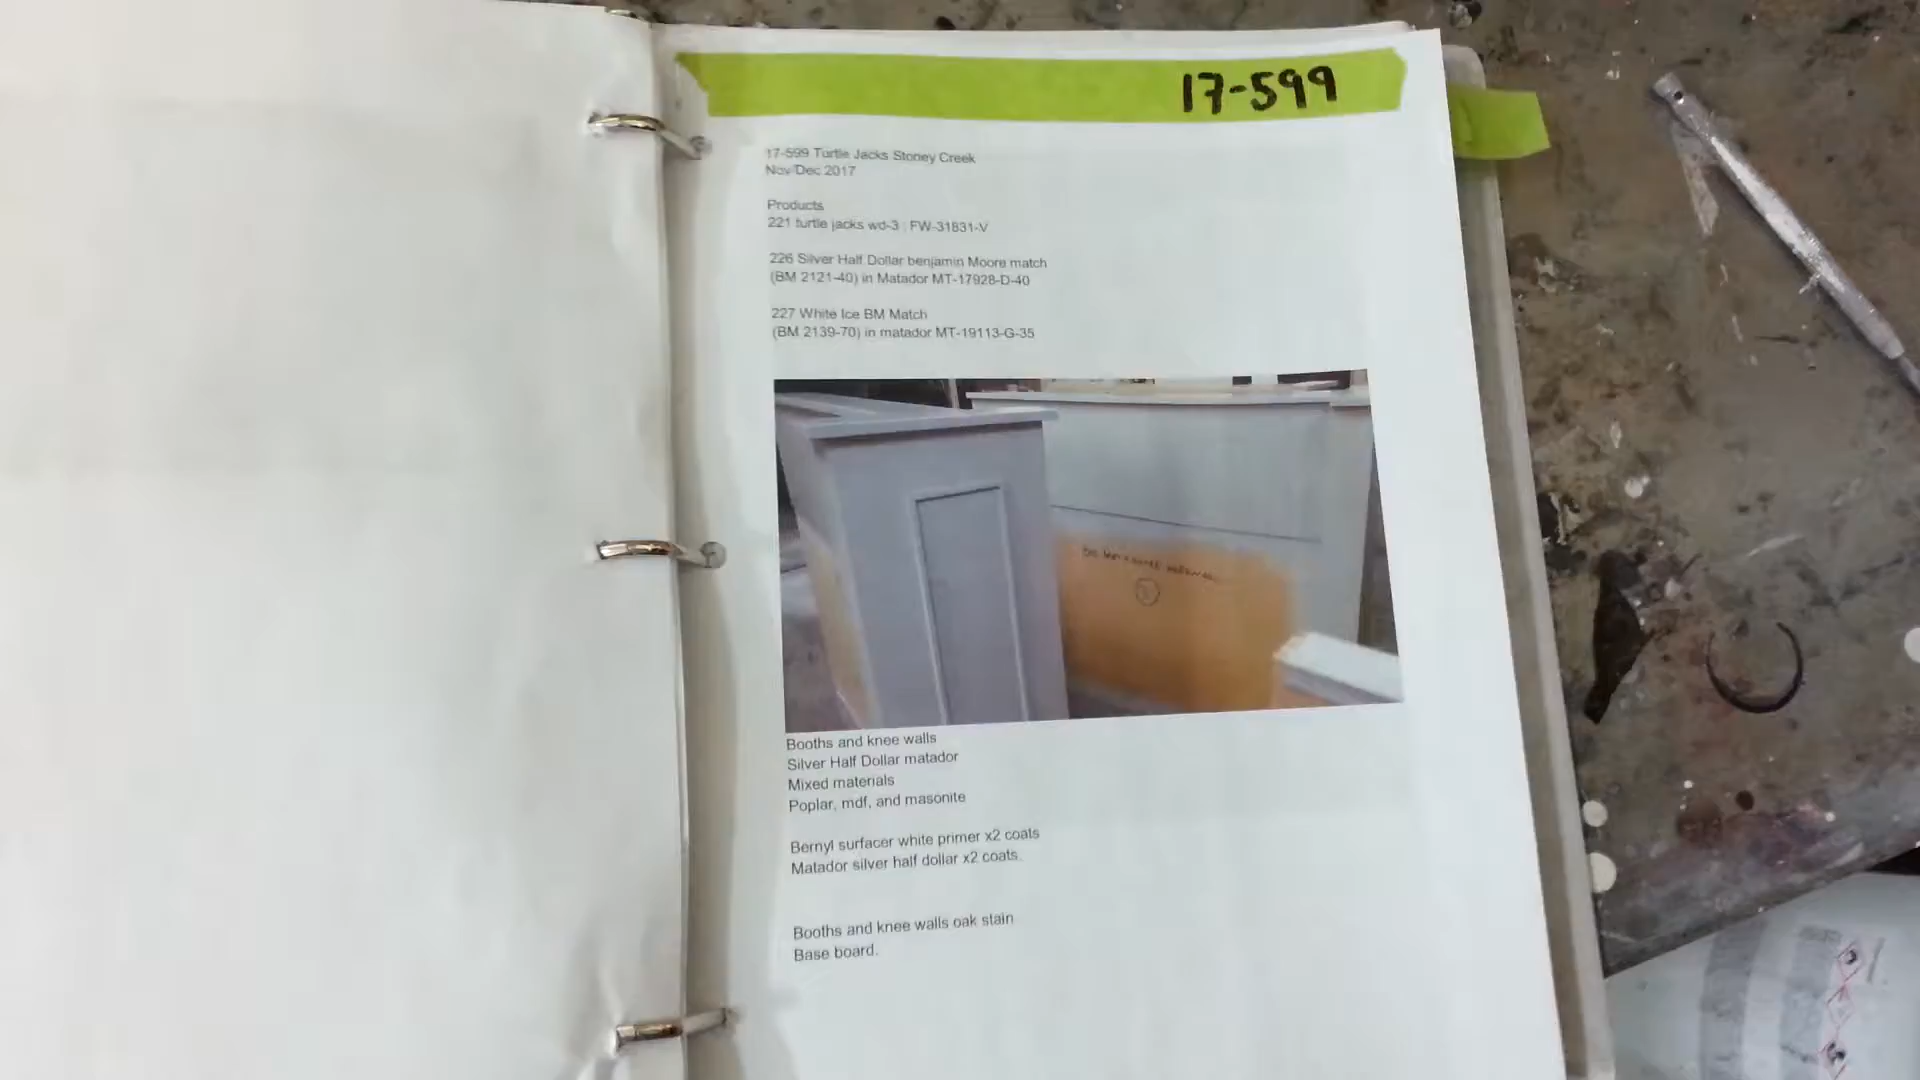 17-599
17-599 Turtle Jacks Stoney Creek
Nov/Dec 2017
Products
221 turtle jacks wd-3 : FW-31831-V
226 Silver Half Dollar benjamin Moore match
(BM 2121-40) in Matador MT-17928-D-40
227 White Ice BM Match
(BM 2139-70) in matador MT-19113-G-35
Booths and knee walls
Silver Half Dollar matador
Mixed materials
Poplar, mdf, and masonite
Bernyl surfacer white primer x2 coats
Matador silver half dollar x2 coats.
Booths and knee walls oak stain
Base board.